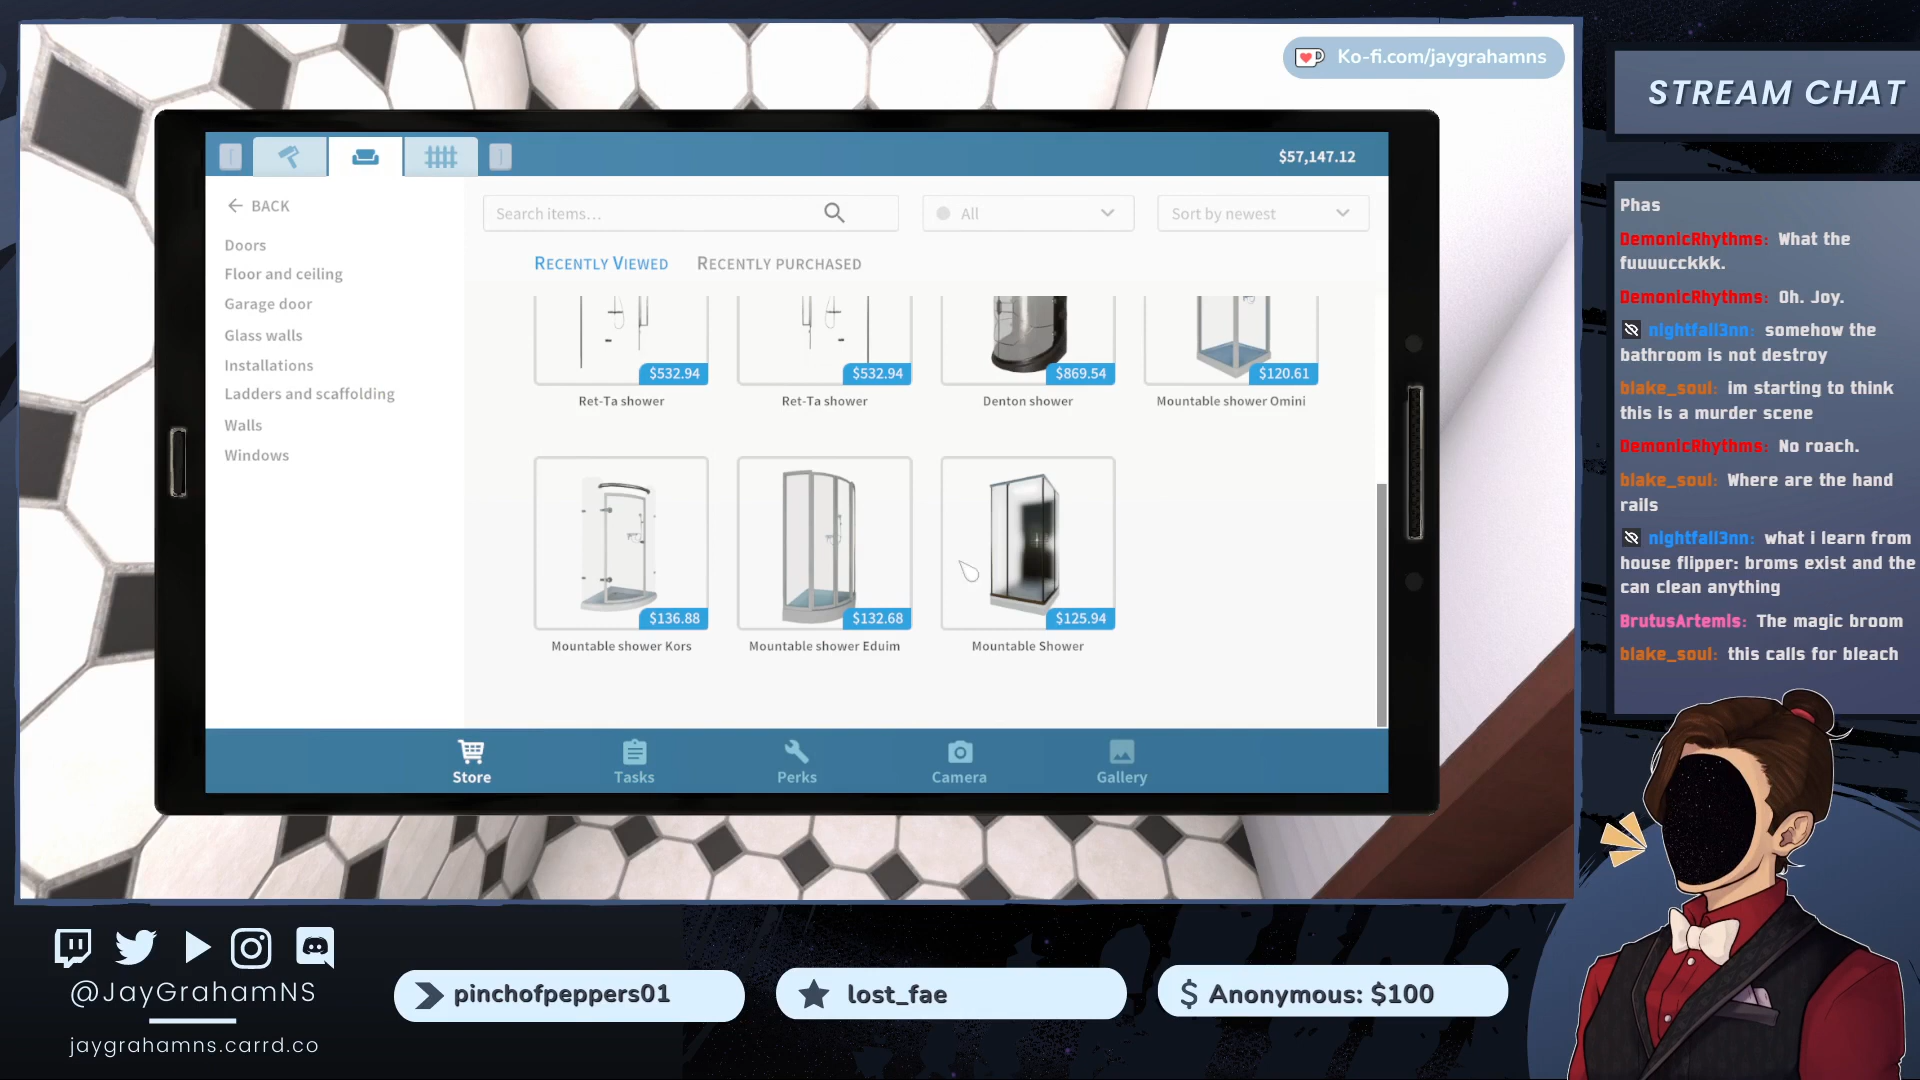 Ko-fi.com/jaygrahamns
STREAM CHAT
$57,147.12
BACK
Search items...
All
Sort by newest
Doors
Floor and ceiling
Garage door
Glass walls
Installations
Ladders and scaffolding
Walls
Windows
RECENTLY VIEWED
RECENTLY PURCHASED
$532.94
$532.94
$869.54
$120.61
Ret-Ta shower
Ret-Ta shower
Denton shower
Mountable shower Omini
$136.88
$132.68
$125.94
Mountable shower Kors
Mountable shower Eduim
Mountable Shower
Store
Tasks
Perks
Camera
Gallery
Phas
DemonicRhythms: What the
fuuuucckkk.
DemonicRhythms: Oh. Joy.
nightfall3nn: somehow the
bathroom is not destroy
blake_soul: im starting to think
this is a murder scene
DemonicRhythms: No roach.
blake_soul: Where are the hand
rails
nightfall3nn: what i learn from
house flipper: broms exist and the
can clean anything
BrutusArtemis: The magic broom
blake_soul: this calls for bleach
@JayGrahamNS
jaygrahamns.carrd.co
pinchofpeppers01
lost_fae
$ Anonymous: $100